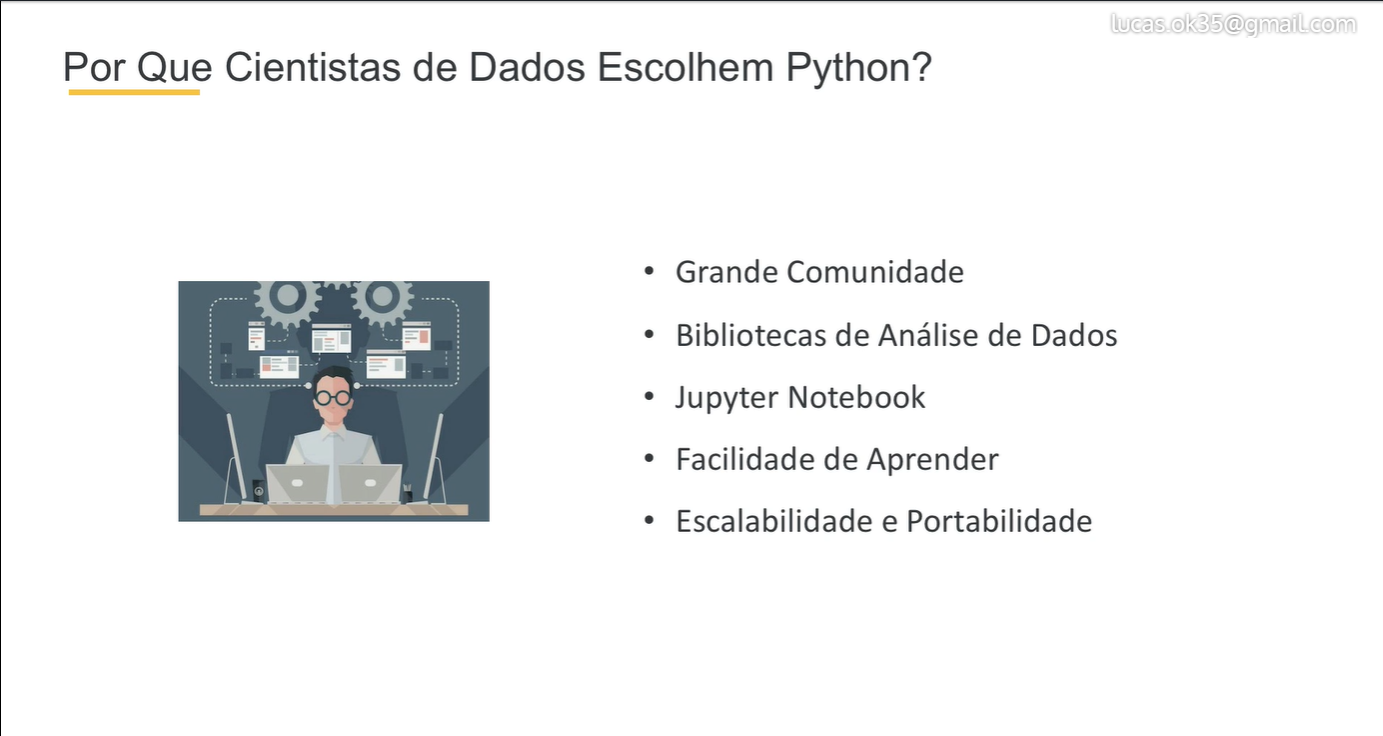 lucas.ok35@gmail.com
Por Que Cientistas de Dados Escolhem Python?
• Grande Comunidade
• Bibliotecas de Análise de Dados
• Jupyter Notebook
• Facilidade de Aprender
• Escalabilidade e Portabilidade